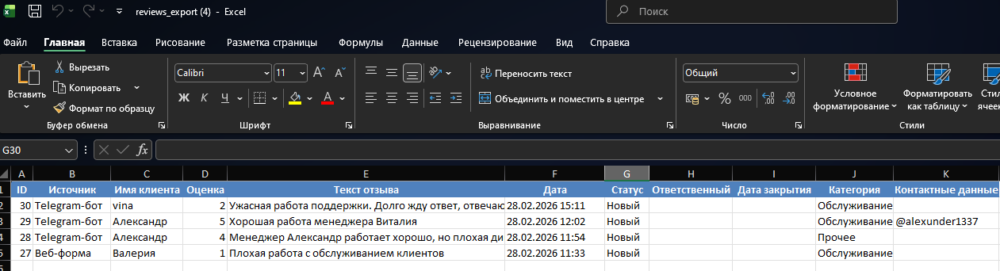 reviews_export (4) - Excel
Поиск
Файл Главная Вставка Рисование Разметка страницы Формулы Данные Рецензирование Вид Справка
Вставить
Вырезать
Копировать
Формат по образцу
Буфер обмена
Calibri 11 A A
Ж К Ч А
Шрифт
Переносить текст
Объединить и поместить в центре
Выравнивание
Общий
% 000
Число
Условное форматирование
Форматировать как таблицу
Стили
G30 fx
A B C D E F G H I J K
1 ID Источник Имя клиента Оценка Текст отзыва Дата Статус Ответственный Дата закрытия Категория Контактные данные
2 30 Telegram-бот vina 2 Ужасная работа поддержки. Долго жду ответ, отвечаю 28.02.2026 15:11 Новый Обслуживание
3 29 Telegram-бот Александр 5 Хорошая работа менеджера Виталия 28.02.2026 12:02 Новый Обслуживание @alexunder1337
4 28 Telegram-бот Александр 4 Менеджер Александр работает хорошо, но плохая ди 28.02.2026 11:54 Новый Прочее
5 27 Веб-форма Валерия 1 Плохая работа с обслуживанием клиентов 28.02.2026 11:33 Новый Обслуживание